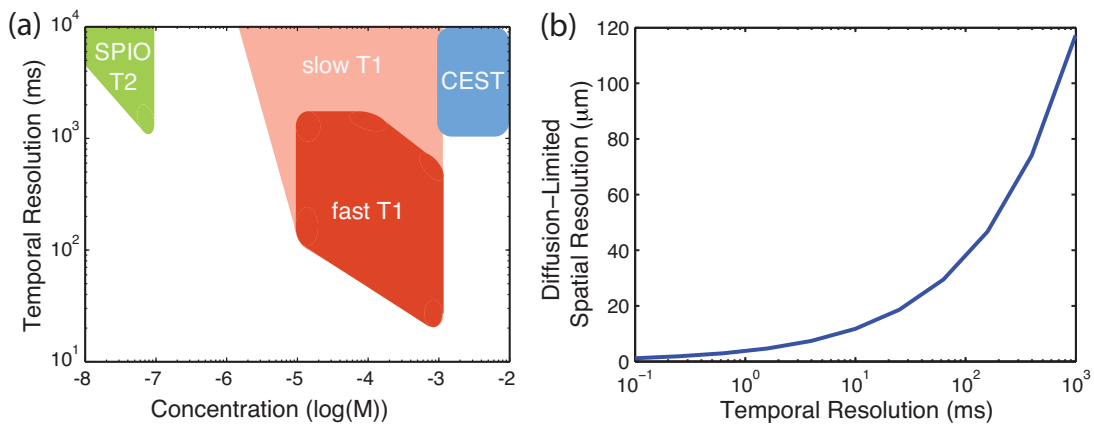 (a)
Temporal Resolution (ms)
10^4
10^3
10^2
10^1
SPIO
T2
slow T1
fast T1
CEST
-8 -7 -6 -5 -4 -3 -2
Concentration (log(M))
(b)
Diffusion–Limited
Spatial Resolution (μm)
120
100
80
60
40
20
0
10^−1 10^0 10^1 10^2 10^3
Temporal Resolution (ms)